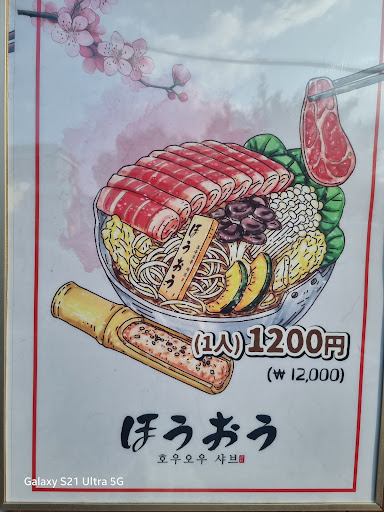 ほうおう
(1人) 1200円
(₩ 12,000)
ほうおう
호우오우 샤브
Galaxy S21 Ultra 5G